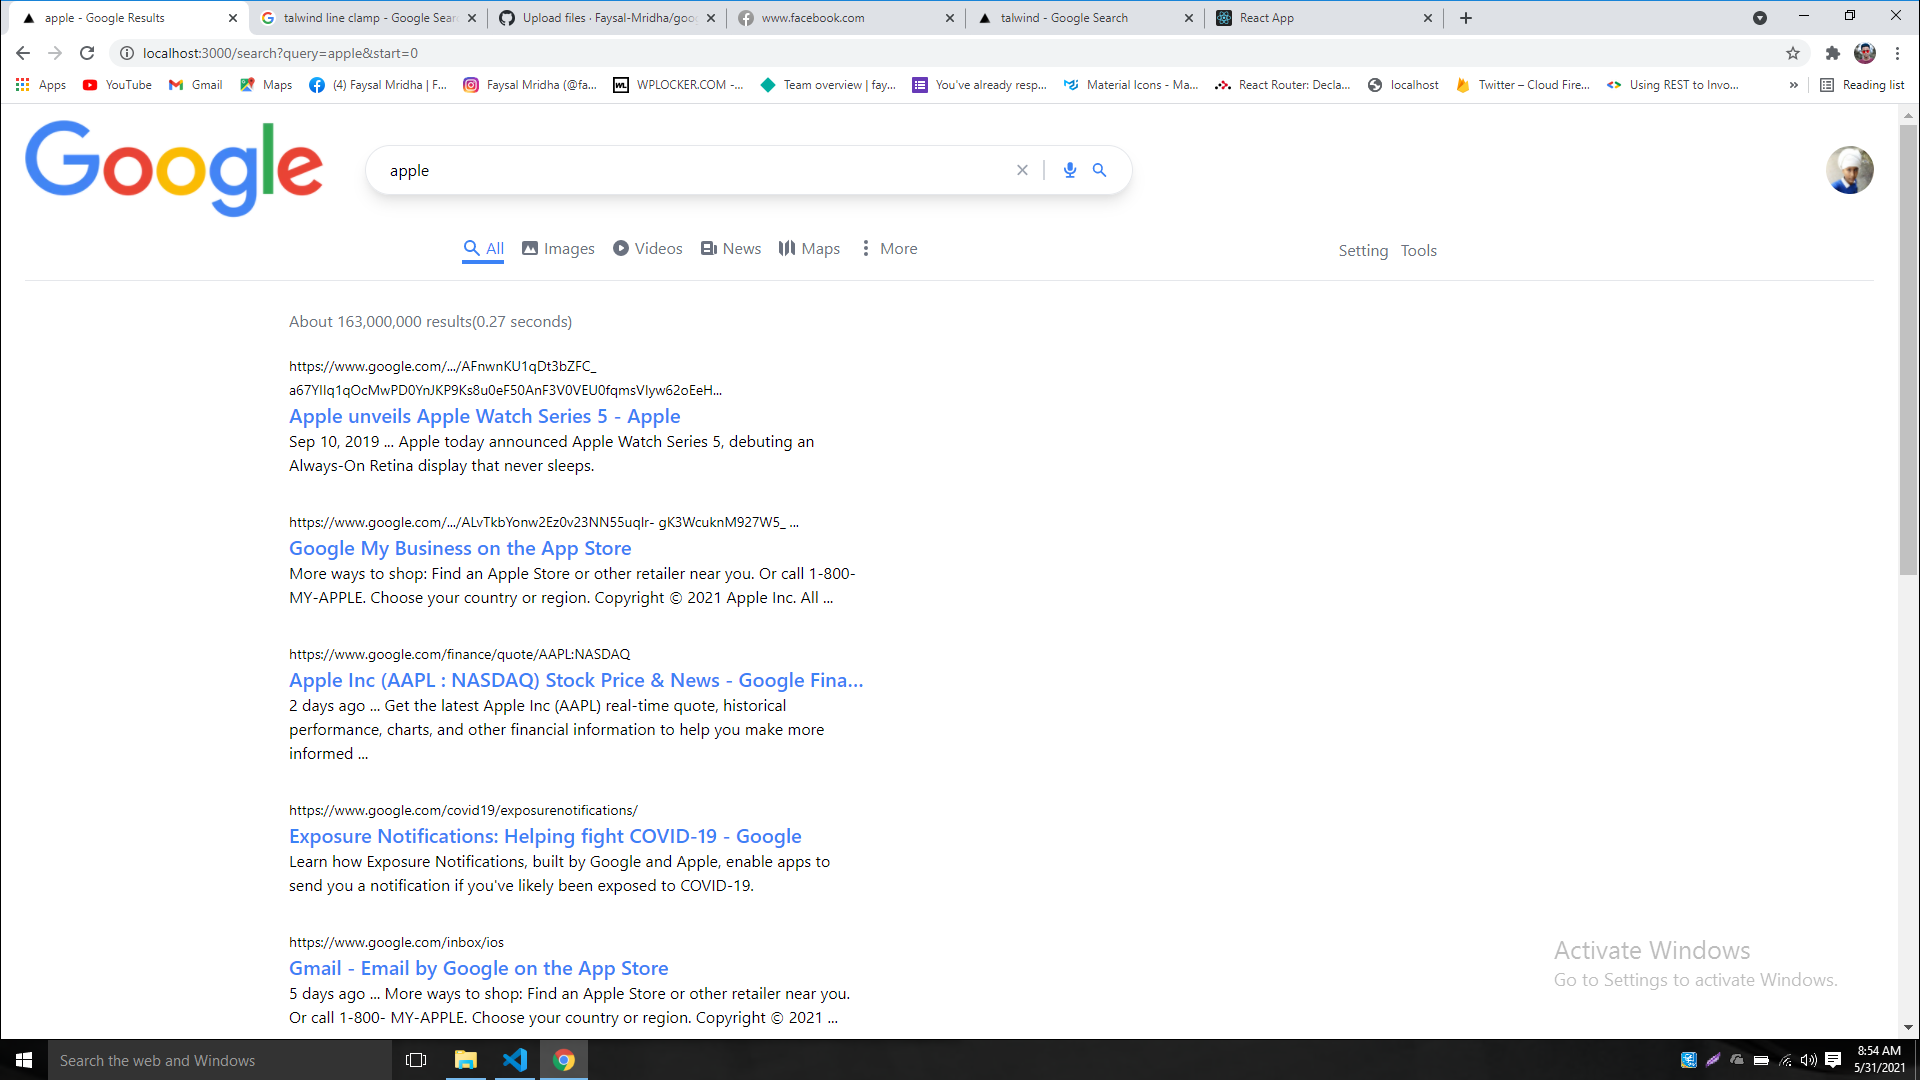 apple - Google Results
talwind line clamp - Google Sear
Upload files · Faysal-Mridha/goog
www.facebook.com
talwind - Google Search
React App
localhost:3000/search?query=apple&start=0
Apps
YouTube
Gmail
Maps
(4) Faysal Mridha | F...
Faysal Mridha (@fa...
WPLOCKER.COM -...
Team overview | fay...
You've already resp...
Material Icons - Ma...
React Router: Decla...
localhost
Twitter – Cloud Fire...
Using REST to Invo...
»
Reading list
Google
apple
All
Images
Videos
News
Maps
More
Setting
Tools
About 163,000,000 results(0.27 seconds)
https://www.google.com/.../AFnwnKU1qDt3bZFC_
Apple unveils Apple Watch Series 5 - Apple
Sep 10, 2019 ... Apple today announced Apple Watch Series 5, debuting an
Always-On Retina display that never sleeps.
https://www.google.com/.../ALvTkbYonw2Ez0v23NN55uqIr- gK3WcuknM927W5_ ...
Google My Business on the App Store
More ways to shop: Find an Apple Store or other retailer near you. Or call 1-800-
MY-APPLE. Choose your country or region. Copyright © 2021 Apple Inc. All ...
https://www.google.com/finance/quote/AAPL:NASDAQ
Apple Inc (AAPL : NASDAQ) Stock Price & News - Google Fina...
2 days ago ... Get the latest Apple Inc (AAPL) real-time quote, historical
performance, charts, and other financial information to help you make more
informed ...
https://www.google.com/covid19/exposurenotifications/
Exposure Notifications: Helping fight COVID-19 - Google
Learn how Exposure Notifications, built by Google and Apple, enable apps to
send you a notification if you've likely been exposed to COVID-19.
https://www.google.com/inbox/ios
Gmail - Email by Google on the App Store
5 days ago ... More ways to shop: Find an Apple Store or other retailer near you.
Or call 1-800- MY-APPLE. Choose your country or region. Copyright © 2021 ...
Activate Windows
Go to Settings to activate Windows.
Search the web and Windows
8:54 AM
5/31/2021